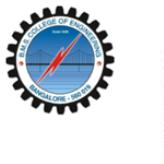 B.M.S. COLLEGE OF ENGINEERING
BANGALORE - 560 019